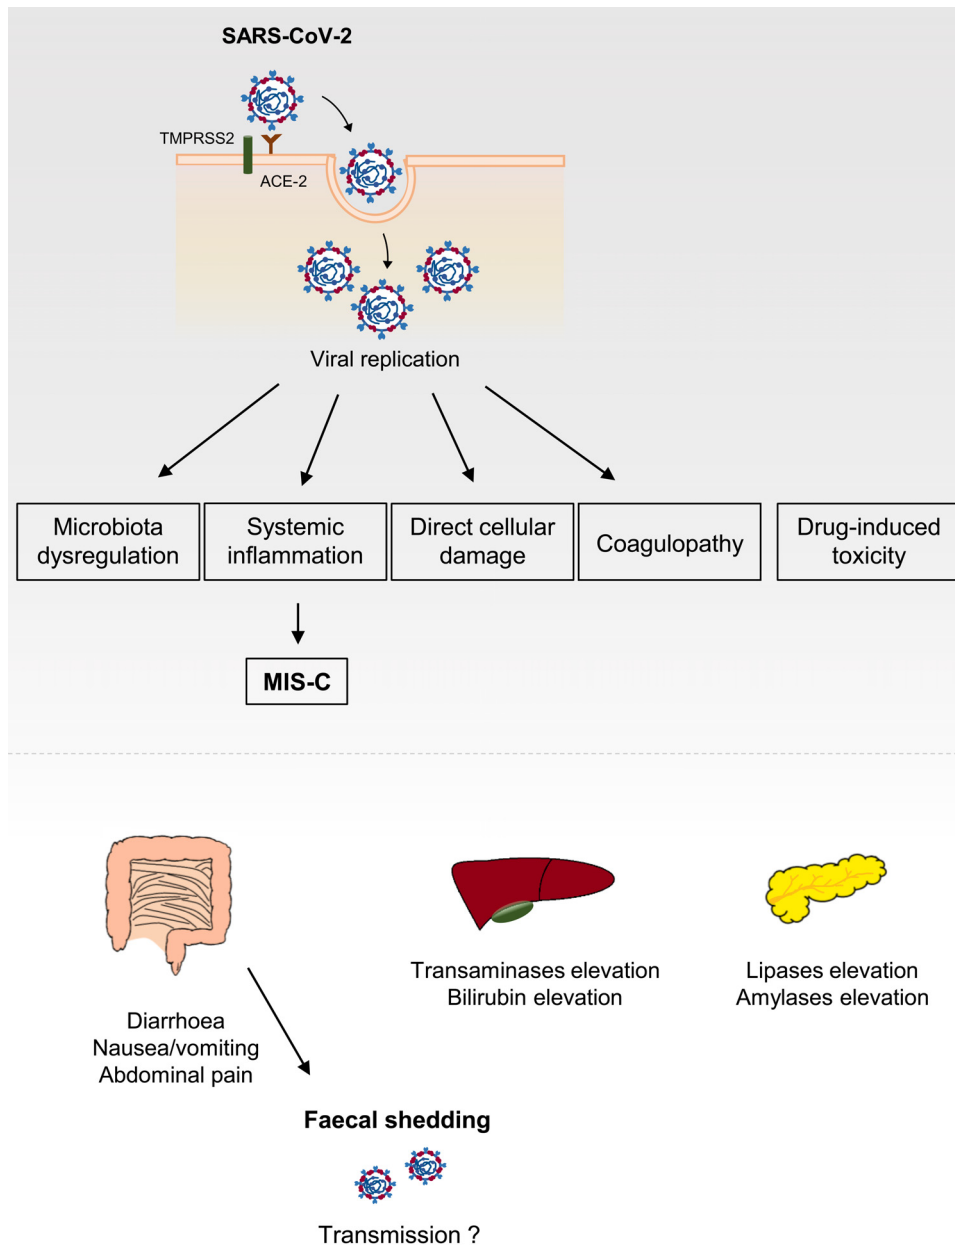 SARS-CoV-2
TMPRSS2
ACE-2
Viral replication
Microbiota
dysregulation
Systemic
inflammation
Direct cellular
damage
Coagulopathy
Drug-induced
toxicity
MIS-C
Diarrhoea
Nausea/vomiting
Abdominal pain
Transaminases elevation
Bilirubin elevation
Lipases elevation
Amylases elevation
Faecal shedding
Transmission ?